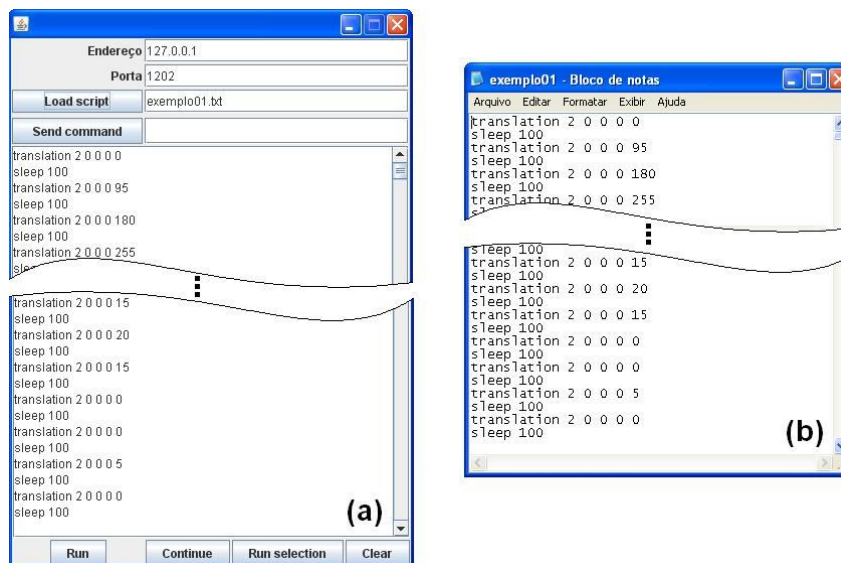 Endereço 127.0.0.1
Porta 1202
Load script exemplo01.txt
Send command
translation 2 0 0 0 0
sleep 100
translation 2 0 0 0 95
sleep 100
translation 2 0 0 0 180
sleep 100
translation 2 0 0 0 255
translation 2 0 0 0 15
sleep 100
translation 2 0 0 0 20
sleep 100
translation 2 0 0 0 15
sleep 100
translation 2 0 0 0 0
sleep 100
translation 2 0 0 0 0
sleep 100
translation 2 0 0 0 5
sleep 100
translation 2 0 0 0 0
sleep 100
(a)
Run Continue Run selection Clear
exemplo01 - Bloco de notas
Arquivo Editar Formatar Exibir Ajuda
translation 2 0 0 0 0
sleep 100
translation 2 0 0 0 95
sleep 100
translation 2 0 0 0 180
sleep 100
translation 2 0 0 0 255
sleep 100
translation 2 0 0 0 15
sleep 100
translation 2 0 0 0 20
sleep 100
translation 2 0 0 0 15
sleep 100
translation 2 0 0 0 0
sleep 100
translation 2 0 0 0 0
sleep 100
translation 2 0 0 0 5
sleep 100
translation 2 0 0 0 0
sleep 100
(b)